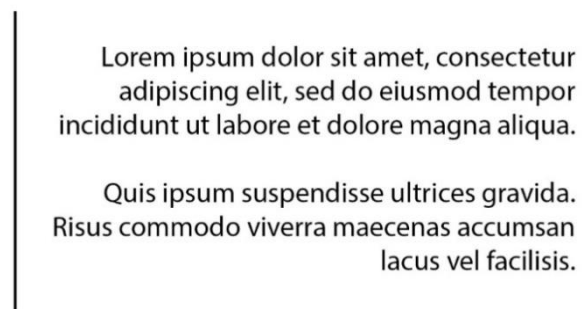 Lorem ipsum dolor sit amet, consectetur
adipiscing elit, sed do eiusmod tempor
incididunt ut labore et dolore magna aliqua.

Quis ipsum suspendisse ultrices gravida.
Risus commodo viverra maecenas accumsan
lacus vel facilisis.